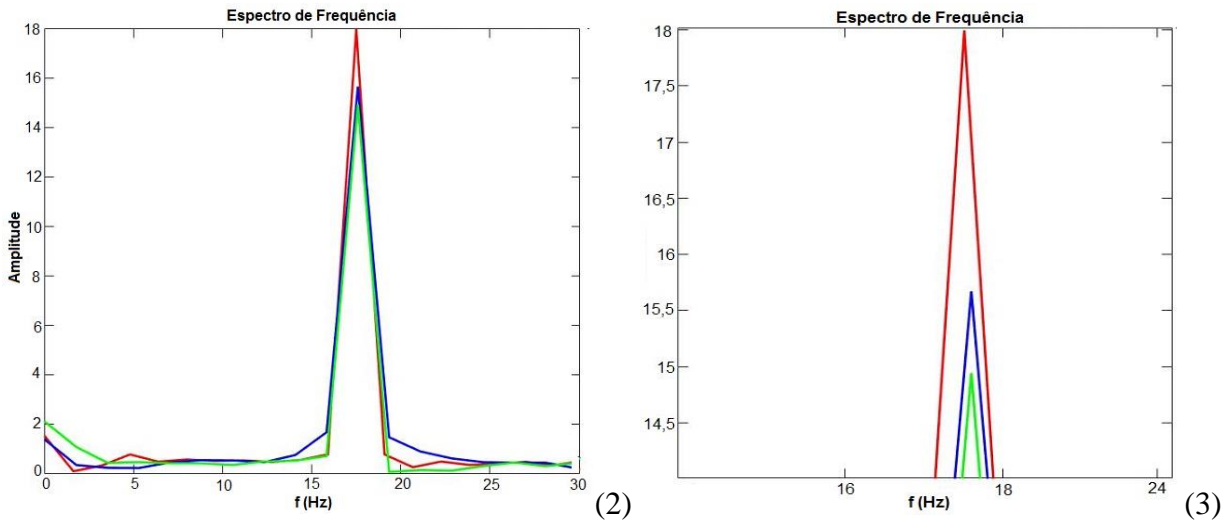 Espectro de Frequência
18
16
14
12
10
8
6
4
2
0
Amplitude
0 5 10 15 20 25 30
f (Hz)
(2)
Espectro de Frequência
18
17,5
17
16,5
16
15,5
15
14,5
16 18 24
f (Hz)
(3)